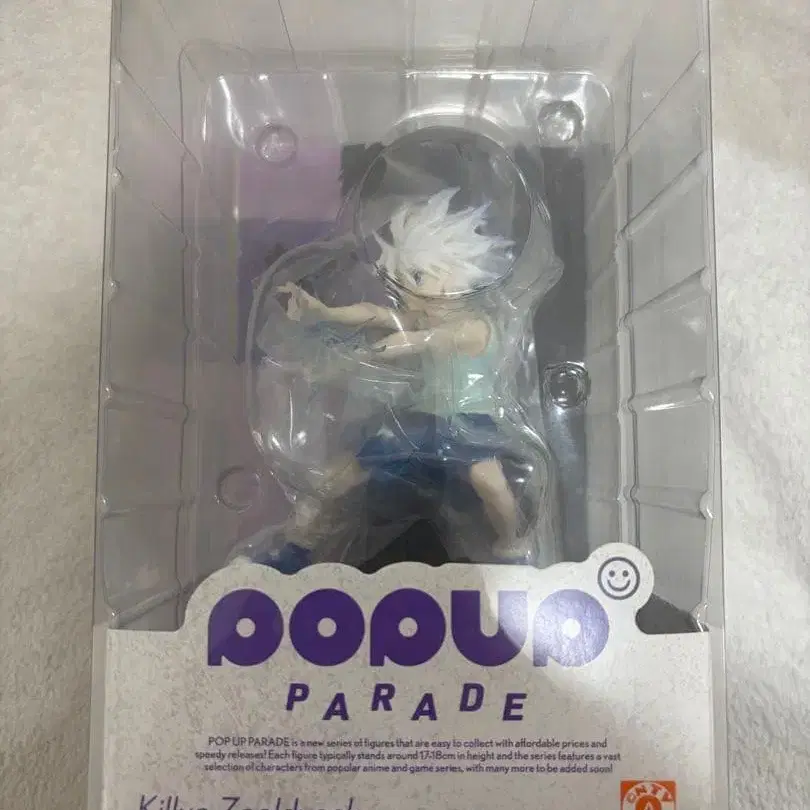 POPUP
PARADE
POP UP PARADE is a new series of figures that are easy to collect with affordable prices and
speedy releases! Each figure typically stands around 17-18cm in height and the series features a vast
selection of characters from popular anime and game series, with many more to be added soon!
Killua Zoldyck